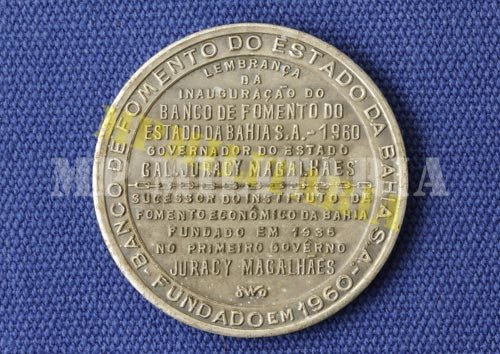 BANCO DE FOMENTO DO ESTADO DA BAHIA S.A.
FUNDADO EM 1960
LEMBRANÇA
DA
INAUGURAÇÃO DO
BANCO DE FOMENTO DO
ESTADO DA BAHIA S.A.-1960
GOVERNADOR DO ESTADO
GAL. JURACY MAGALHÃES
SUCESSOR DO INSTITUTO DE
FOMENTO ECONÔMICO DA BAHIA
FUNDADO EM 1936
NO PRIMEIRO GOVÊRNO
JURACY MAGALHÃES